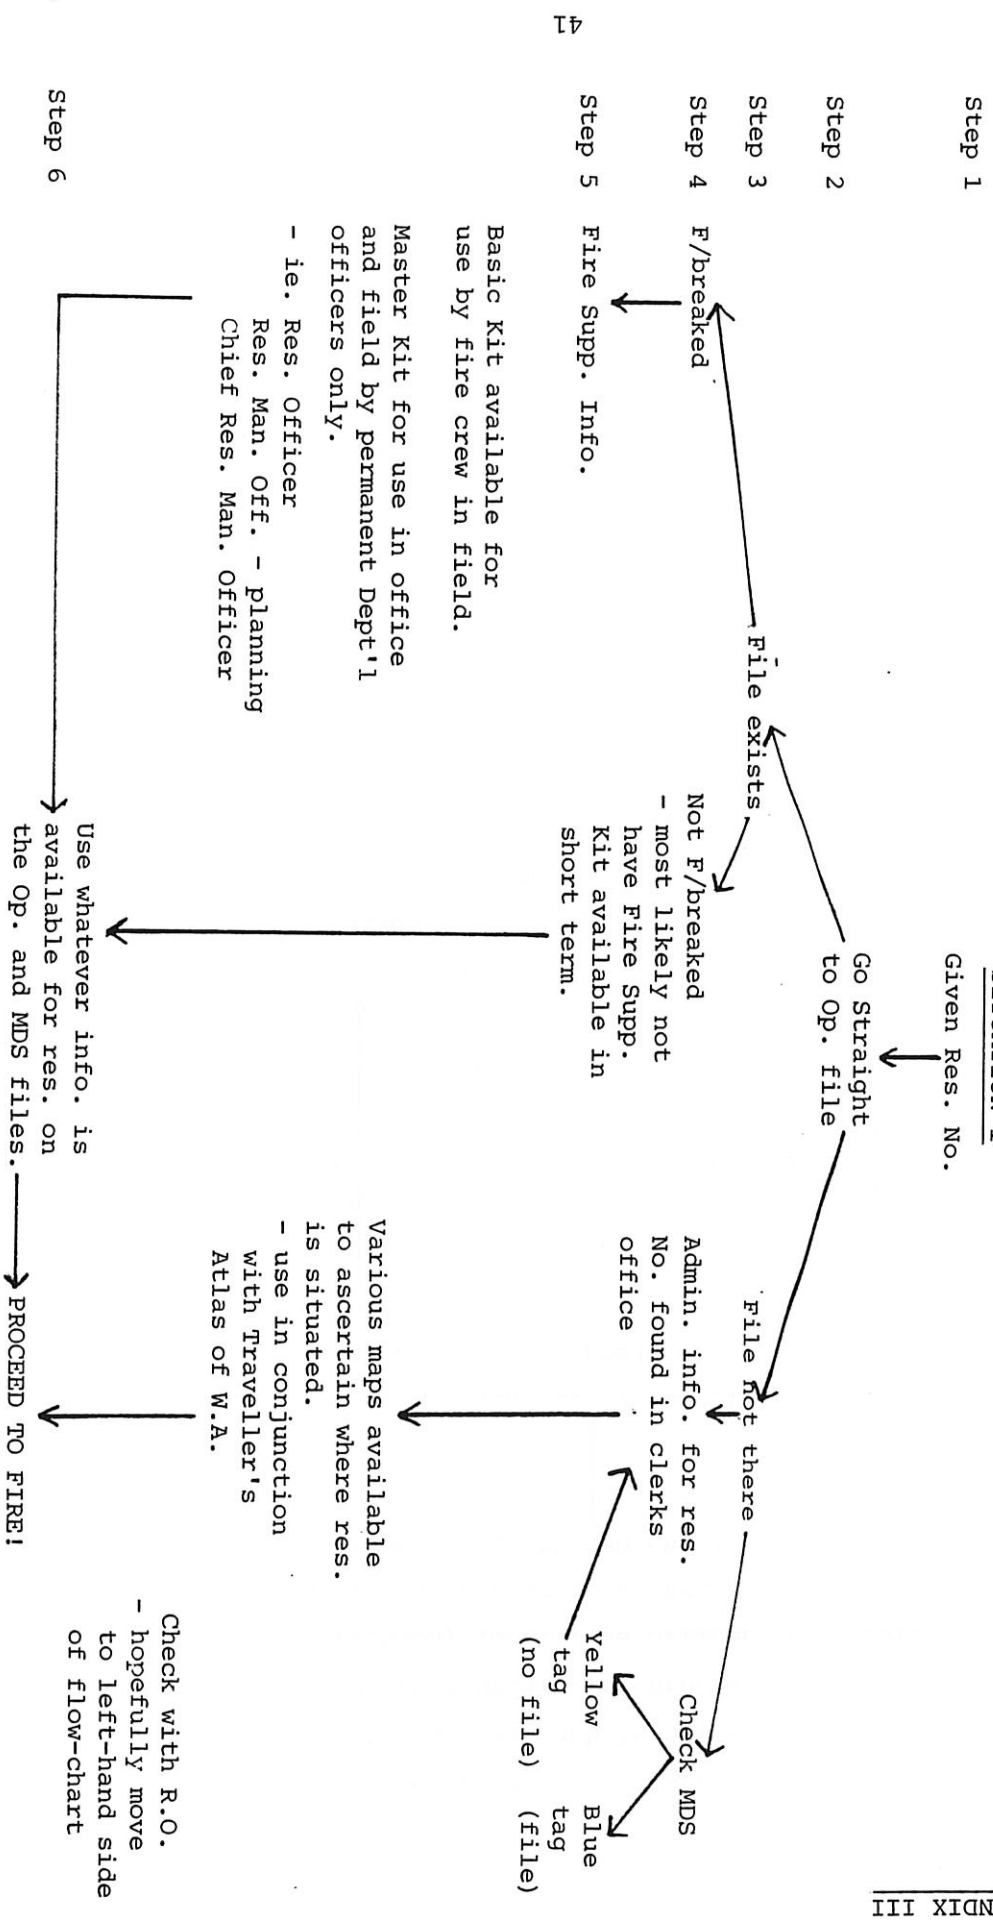 NDIX III
Step 1
Given Res. No.
Step 2
Go Straight
to Op. file
Step 3
File exists
File not there
Step 4
F/breaked
Not F/breaked
- most likely not
have Fire Supp.
Kit available in
short term.
Admin. info. for res.
No. found in clerks
office
Check MDS
Yellow
tag
(no file)
Blue
tag
(file)
Step 5
Fire Supp. Info.
Basic Kit available for
use by fire crew in field.
Master Kit for use in office
and field by permanent Dept'l
officers only.
- ie. Res. Officer
Res. Man. Off. - planning
Chief Res. Man. Officer
Various maps available
to ascertain where res.
is situated.
- use in conjunction
with Traveller's
Atlas of W.A.
Check with R.O.
- hopefully move
to left-hand side
of flow-chart
Step 6
Use whatever info. is
available for res. on
the Op. and MDS files.
PROCEED TO FIRE!
41